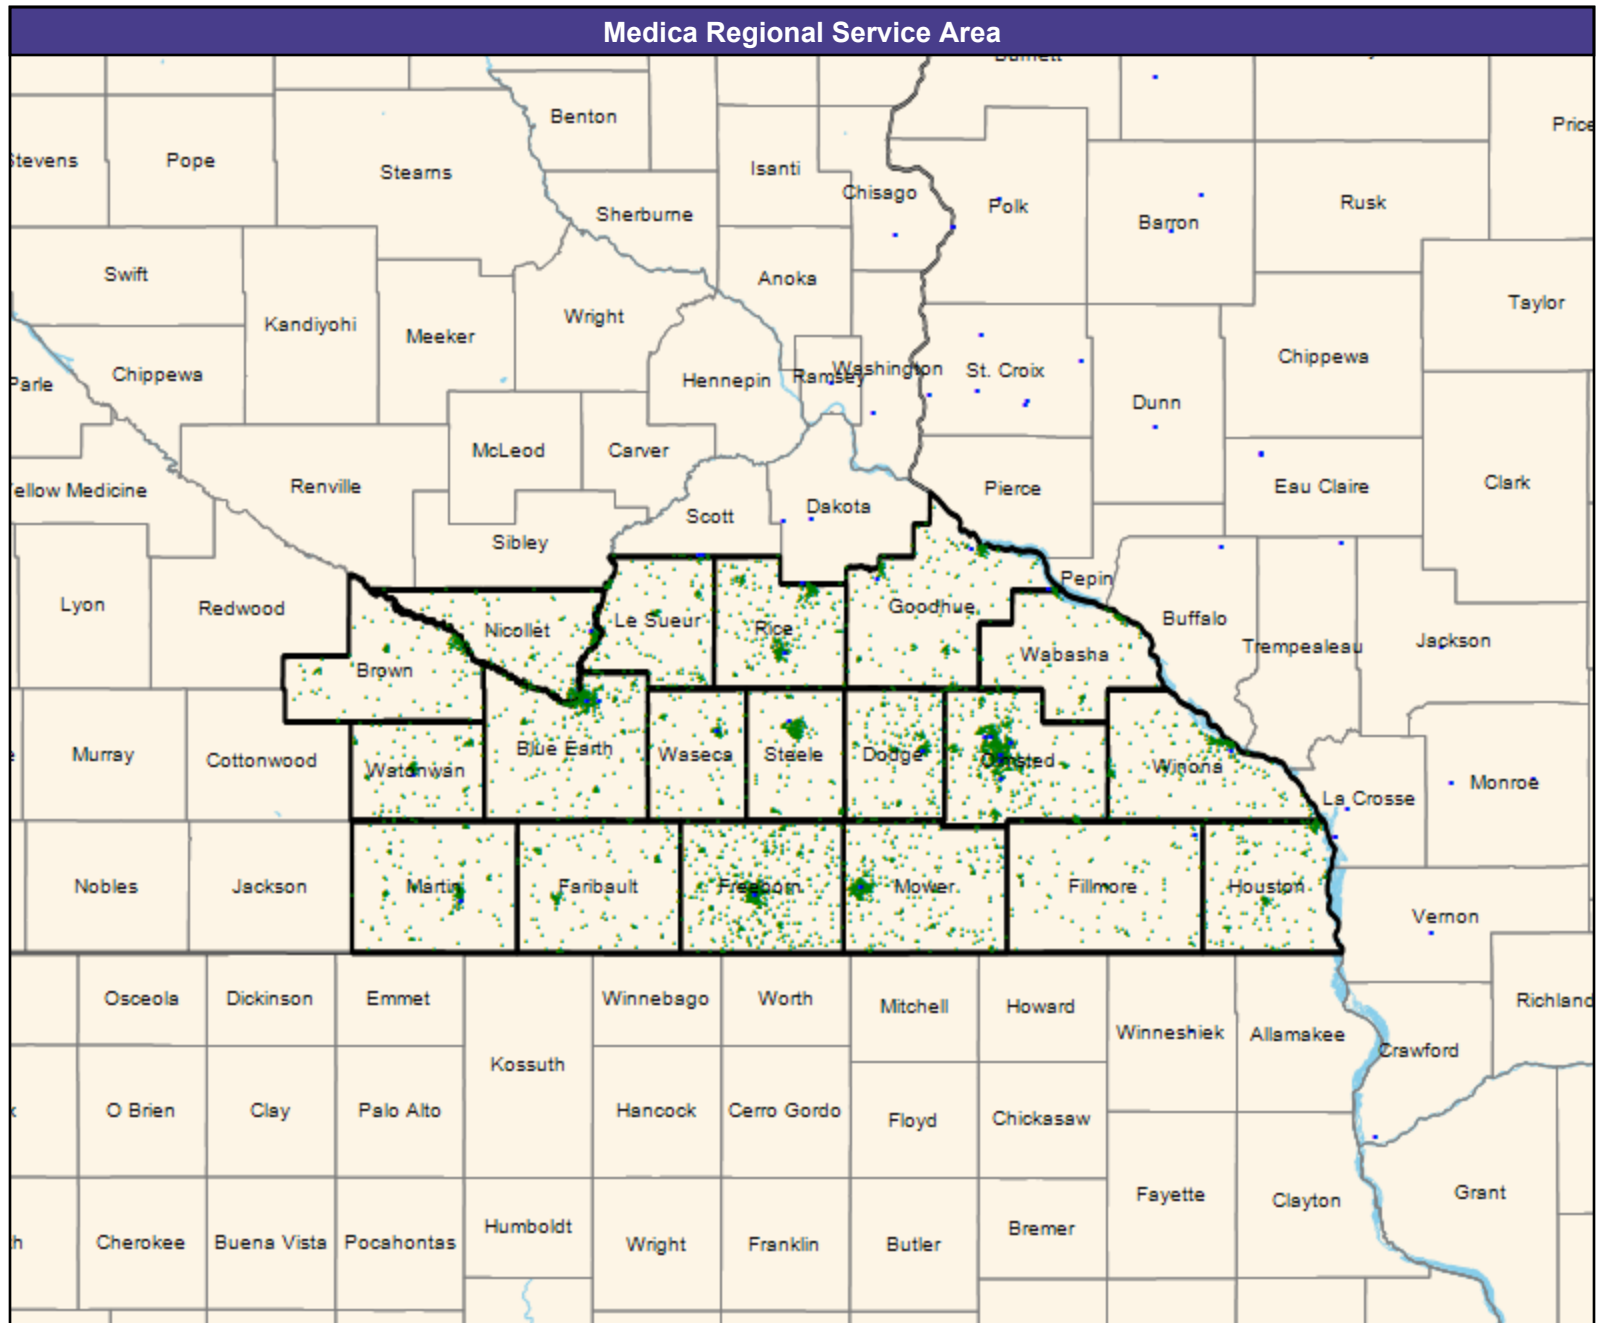 Medica Regional Service Area
Benton
Price
Pope
Stearns
Isanti
Chisago
Polk
Barron
Rusk
Sherburne
Swift
Anoka
Taylor
Kandiyohi
Meeker
Wright
Chippewa
Hennepin
Ramsey
Washington
St. Croix
Chippewa
Dunn
McLeod
Carver
Renville
Yellow Medicine
Scott
Dakota
Pierce
Eau Claire
Clark
Sibley
Pepin
Lyon
Redwood
Nicollet
Le Sueur
Rice
Goodhue
Buffalo
Trempealeau
Jackson
Brown
Wabasha
Murray
Cottonwood
Watonwan
Blue Earth
Waseca
Steele
Dodge
Olmsted
Winona
La Crosse
Monroe
Nobles
Jackson
Martin
Faribault
Freeborn
Mower
Fillmore
Houston
Vernon
Osceola
Dickinson
Emmet
Winnebago
Worth
Mitchell
Howard
Richland
Winneshiek
Allamakee
Crawford
Kossuth
O Brien
Clay
Palo Alto
Hancock
Cerro Gordo
Floyd
Chickasaw
Fayette
Clayton
Grant
Humboldt
Bremer
Cherokee
Buena Vista
Pocahontas
Wright
Franklin
Butler